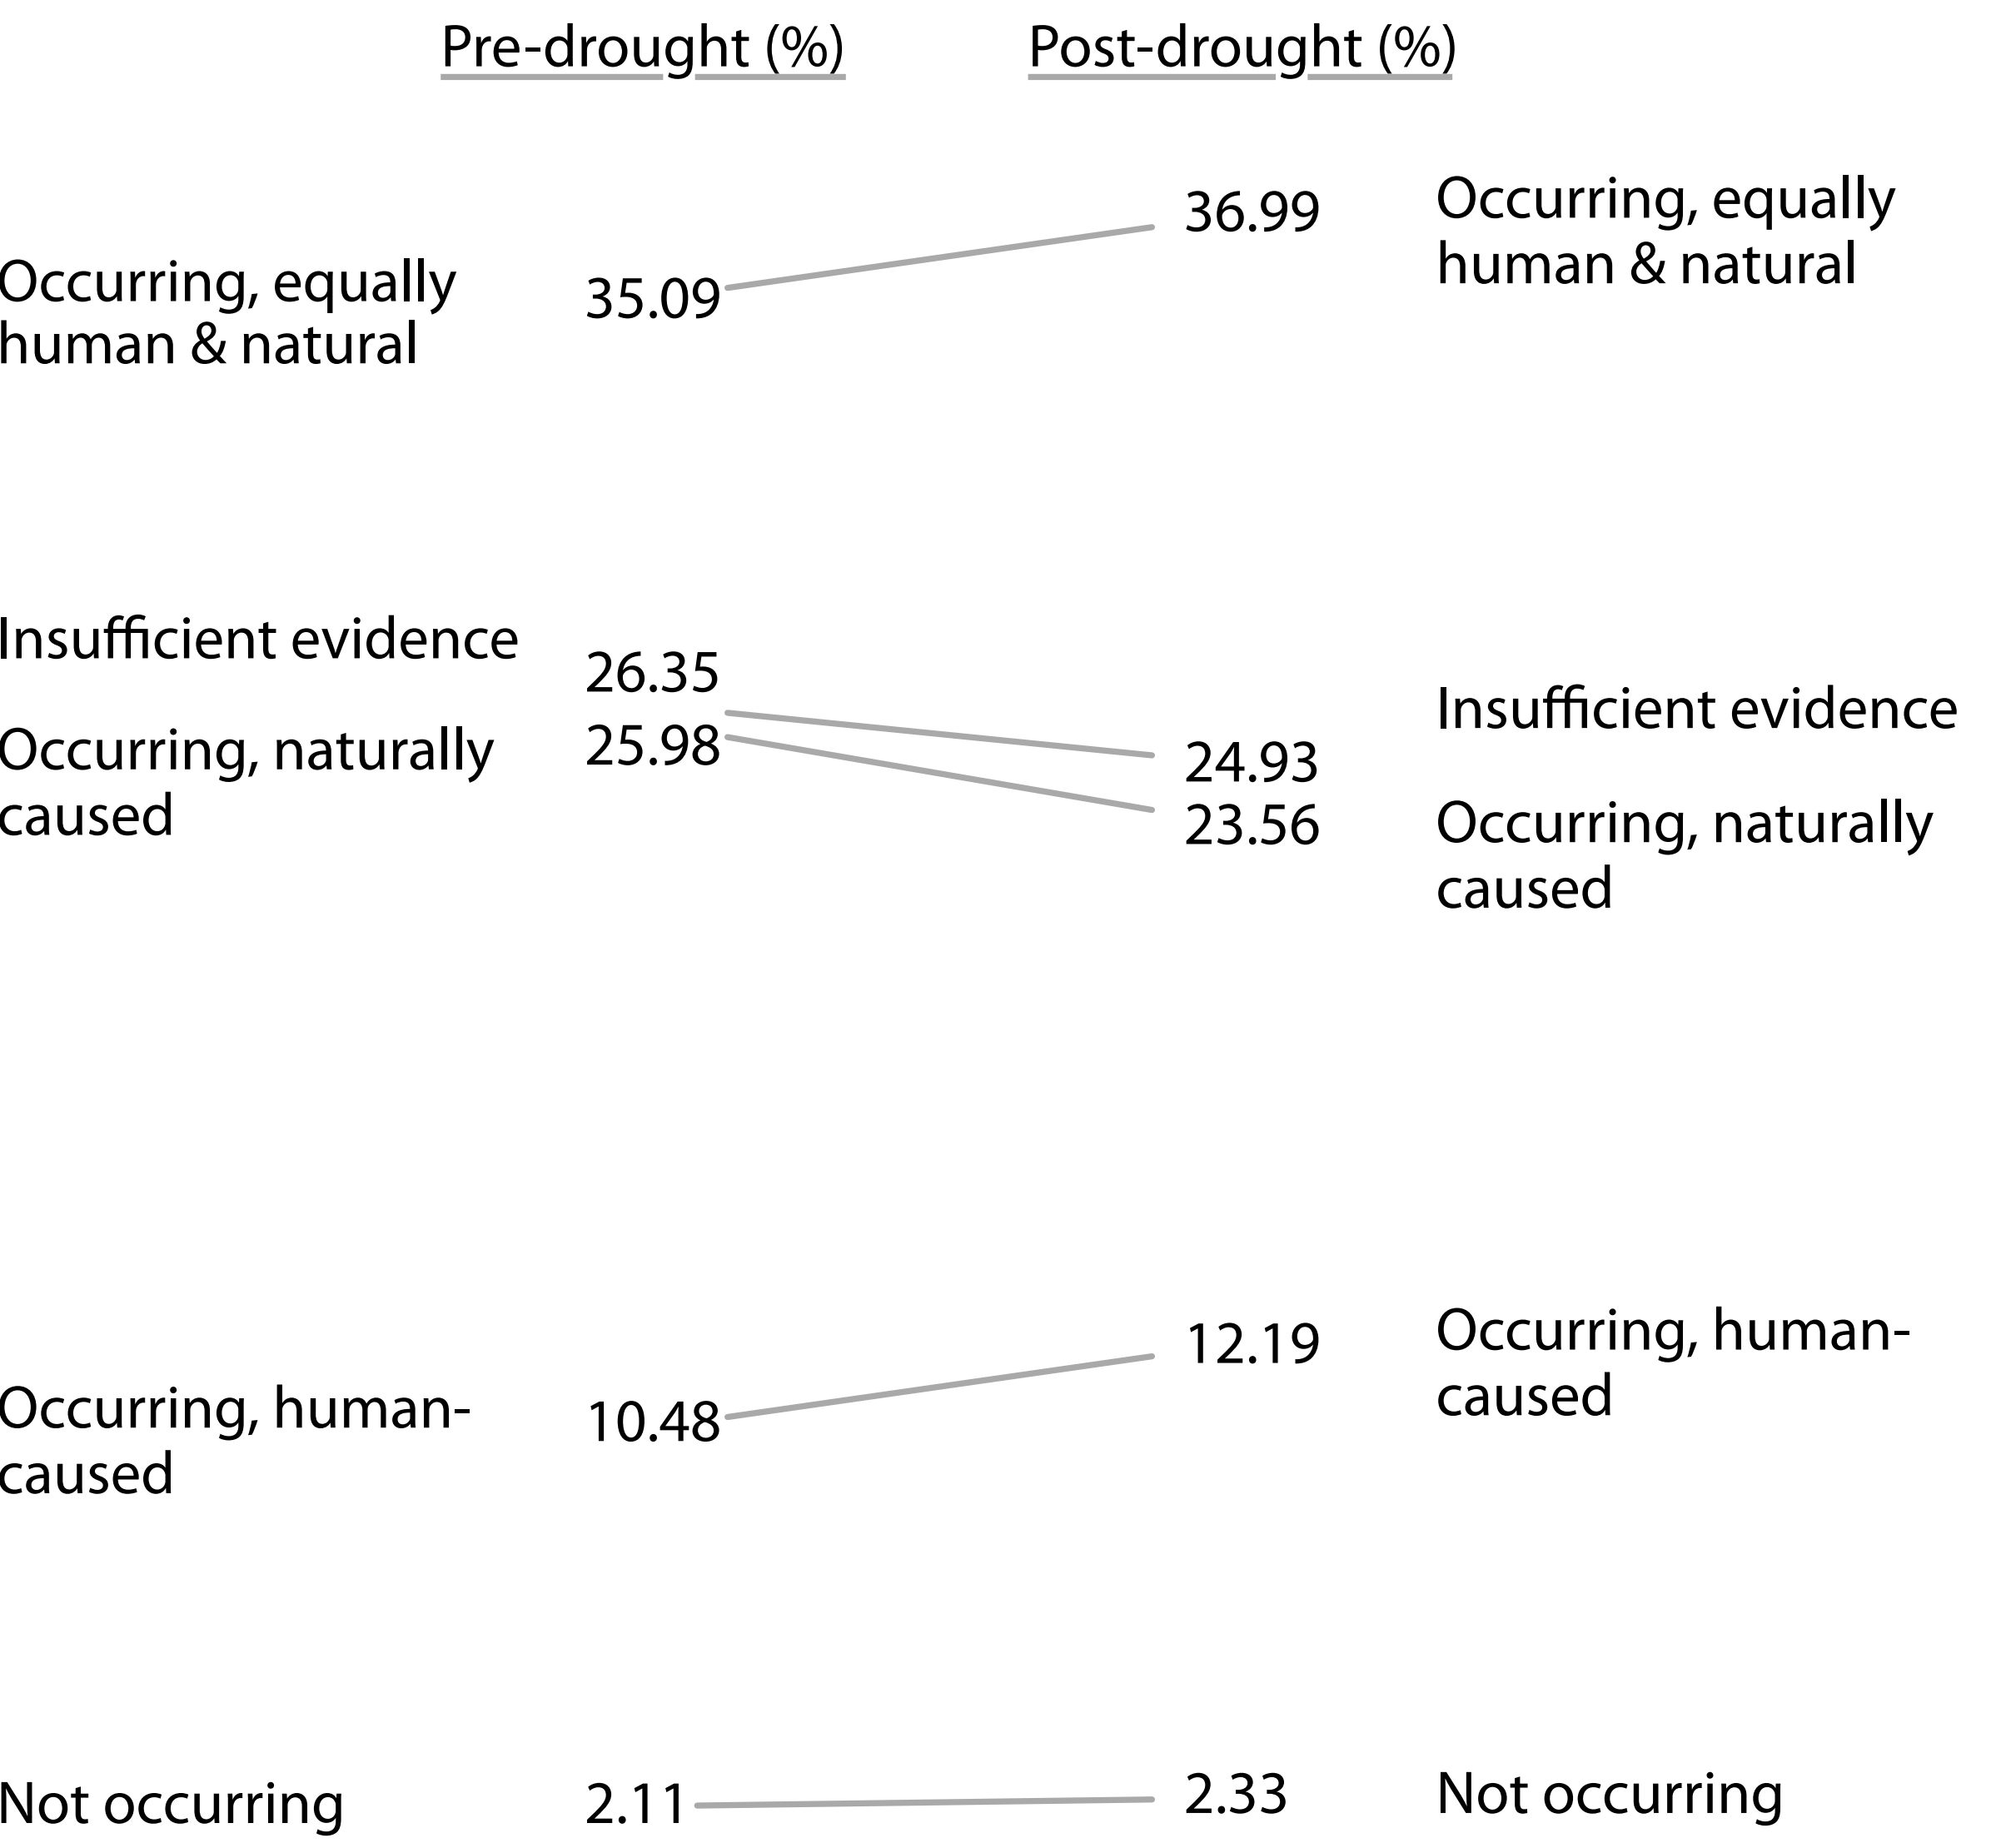 Pre-drought (%) Post-drought (%)
36.99 Occurring, equally
human & natural
Occurring, equally 35.09
human & natural
Insufficient evidence 26.35
Insufficient evidence
24.93
Occurring, naturally 25.98
caused
23.56 Occurring, naturally
caused
12.19 Occurring, human-
caused
Occurring, human- 10.48
caused
Not occurring 2.11 2.33 Not occurring